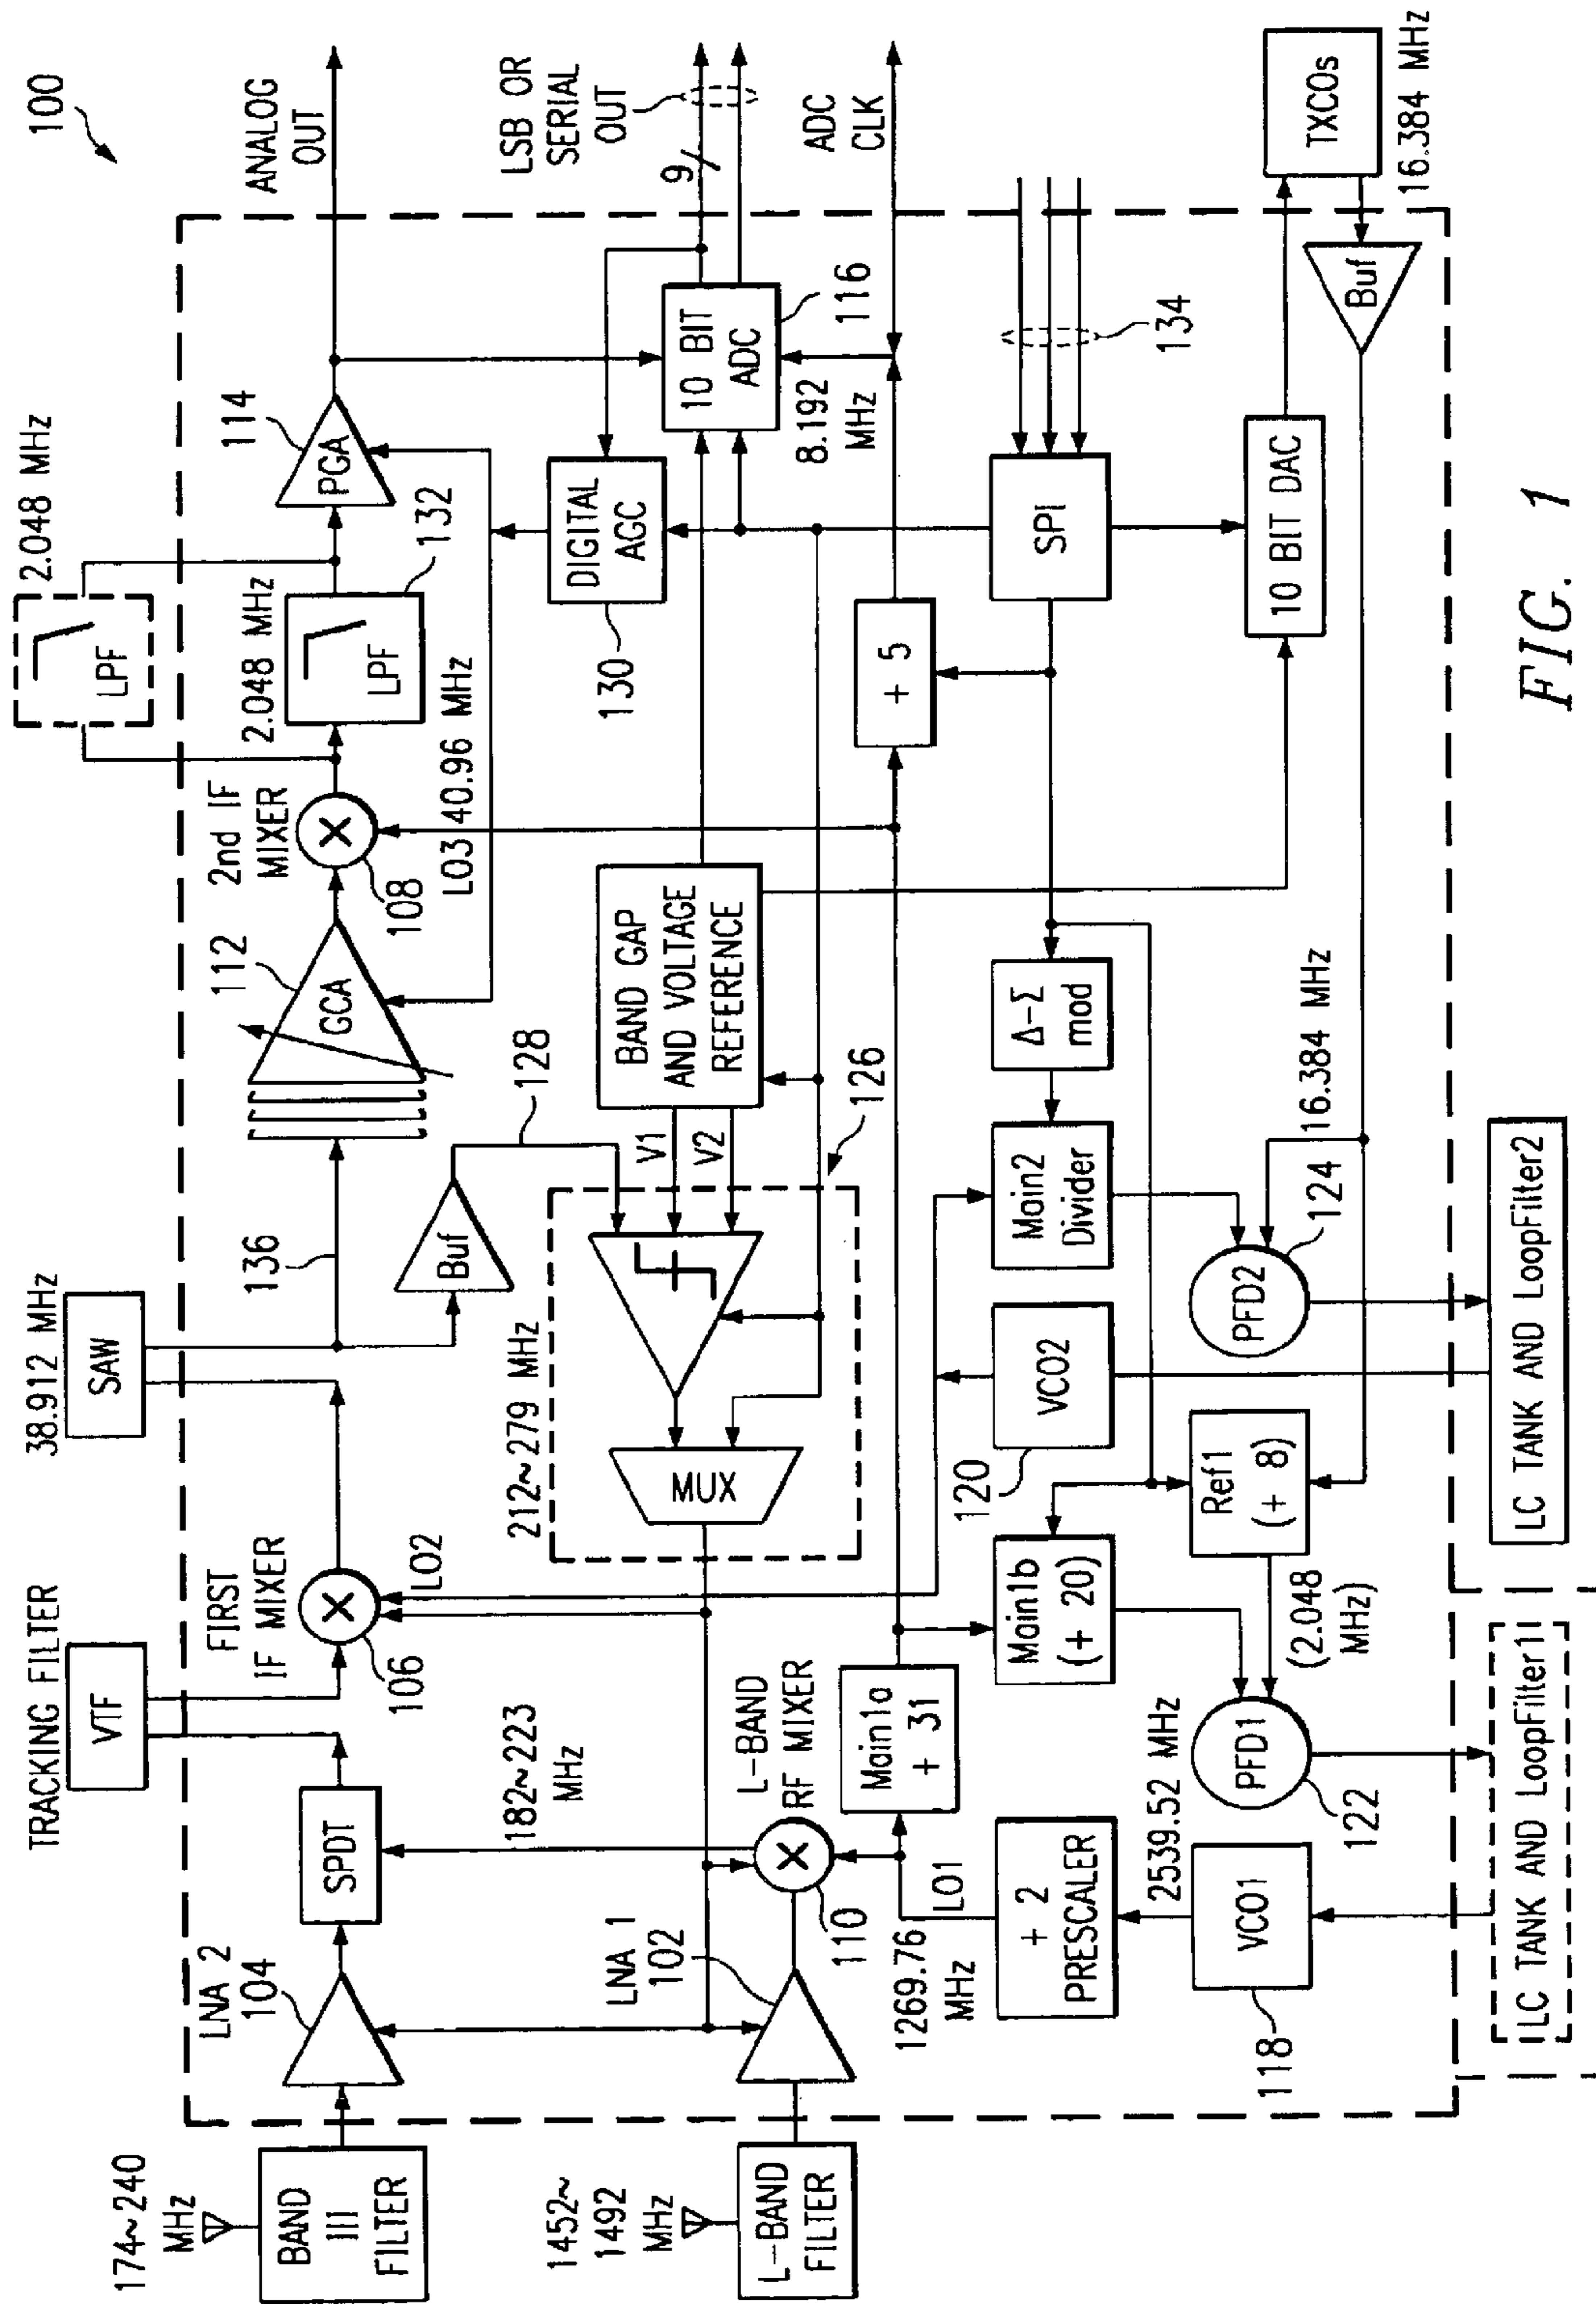 100
174~240
MHz
BAND
III
FILTER
1452~
1492
MHz
L-BAND
FILTER
LNA 2
104
SPDT
TRACKING FILTER
VTF
FIRST
IF MIXER
106
LO2
38.912 MHz
SAW
136
Buf
128
112
GCA
2nd IF
MIXER
108
LO3 40.96 MHz
LPF
2.048 MHz
2.048 MHz
LPF
132
114
PGA
ANALOG
OUT
LNA 1
102
182~223
MHz
L-BAND
RF MIXER
110
212~279 MHz
MUX
126
V1
V2
BAND GAP
AND VOLTAGE
REFERENCE
DIGITAL
AGC
130
10 BIT
ADC
116
9
LSB OR
SERIAL
OUT
8.192
MHz
ADC
CLK
1269.76
MHz
LO1
Main1a
+ 31
+ 5
+ 2
PRESCALER
2539.52 MHz
VCO1
118
PFD1
122
Main1b
(+ 20)
(2.048
MHz)
Ref1
(+ 8)
VCO2
120
Main2
Divider
Δ-Σ
mod
PFD2
124
16.384 MHz
SPI
134
10 BIT DAC
Buf
TXCOs
16.384 MHz
LC TANK AND LoopFilter1
LC TANK AND LoopFilter2
FIG. 1